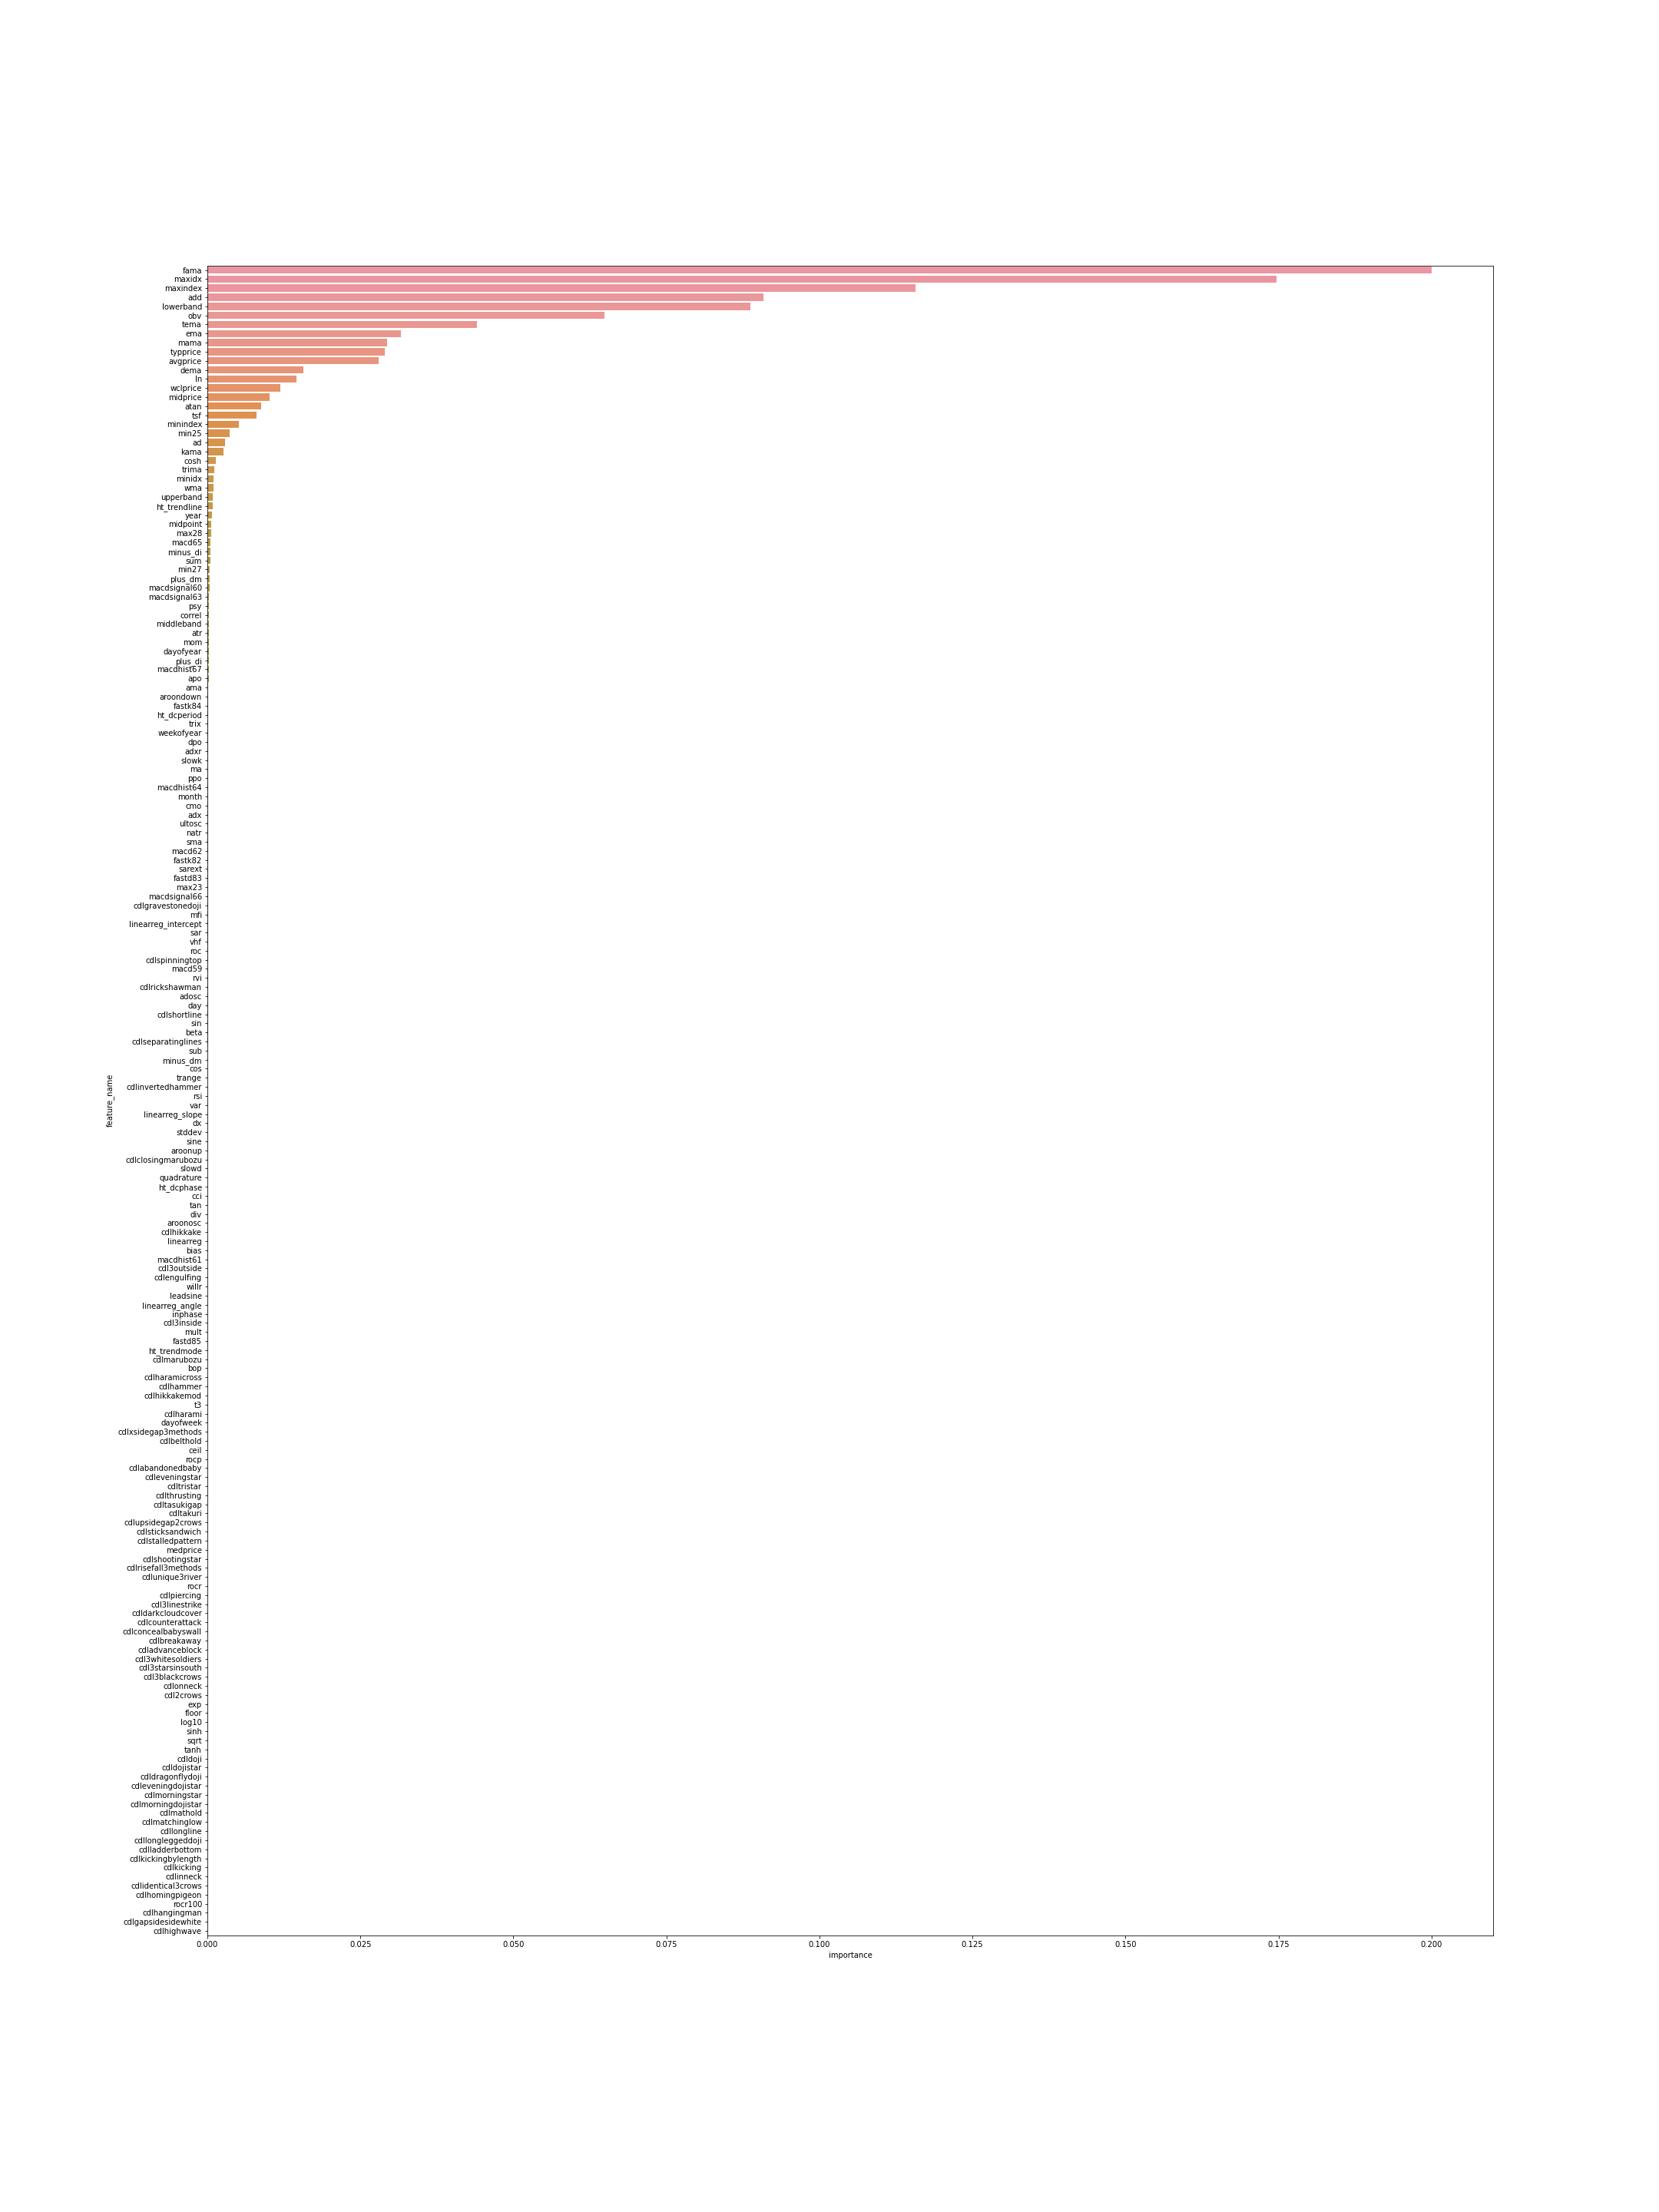 fama
maxidx
maxindex
add
lowerband
obv
tema
ema
mama
typprice
avgprice
dema
ln
wclprice
midprice
atan
tsf
minindex
min25
ad
kama
cosh
trima
minidx
wma
upperband
ht_trendline
year
midpoint
max28
macd65
minus_di
sum
min27
plus_dm
macdsignal60
macdsignal63
psy
correl
middleband
atr
mom
dayofyear
plus_di
macdhist67
apo
ama
aroondown
fastk84
ht_dcperiod
trix
weekofyear
dpo
adxr
slowk
ma
ppo
macdhist64
month
cmo
adx
ultosc
natr
sma
macd62
fastk82
sarext
fastd83
max23
macdsignal66
cdlgravestonedoji
mfi
linearreg_intercept
sar
vhf
roc
cdlspinningtop
macd59
rvi
cdlrickshawman
adosc
day
cdlshortline
sin
beta
cdlseparatinglines
sub
minus_dm
cos
trange
cdlinvertedhammer
rsi
var
linearreg_slope
dx
stddev
sine
aroonup
cdlclosingmarubozu
slowd
quadrature
ht_dcphase
cci
tan
div
aroonosc
cdlhikkake
linearreg
bias
macdhist61
cdl3outside
cdlengulfing
willr
leadsine
linearreg_angle
inphase
cdl3inside
mult
fastd85
ht_trendmode
cdlmarubozu
bop
cdlharamicross
cdlhammer
cdlhikkakemod
t3
cdlharami
dayofweek
cdlxsidegap3methods
cdlbelthold
ceil
rocp
cdlabandonedbaby
cdleveningstar
cdltristar
cdlthrusting
cdltasukigap
cdltakuri
cdlupsidegap2crows
cdlsticksandwich
cdlstalledpattern
medprice
cdlshootingstar
cdlrisefall3methods
cdlunique3river
rocr
cdlpiercing
cdl3linestrike
cdldarkcloudcover
cdlcounterattack
cdlconcealbabyswall
cdlbreakaway
cdladvanceblock
cdl3whitesoldiers
cdl3starsinsouth
cdl3blackcrows
cdlonneck
cdl2crows
exp
floor
log10
sinh
sqrt
tanh
cdldoji
cdldojistar
cdldragonflydoji
cdleveningdojistar
cdlmorningstar
cdlmorningdojistar
cdlmathold
cdlmatchinglow
cdllongline
cdllongleggeddoji
cdlladderbottom
cdlkickingbylength
cdlkicking
cdlinneck
cdlidentical3crows
cdlhomingpigeon
rocr100
cdlhangingman
cdlgapsidesidewhite
cdlhighwave
feature_name
0.000 0.025 0.050 0.075 0.100 0.125 0.150 0.175 0.200
importance